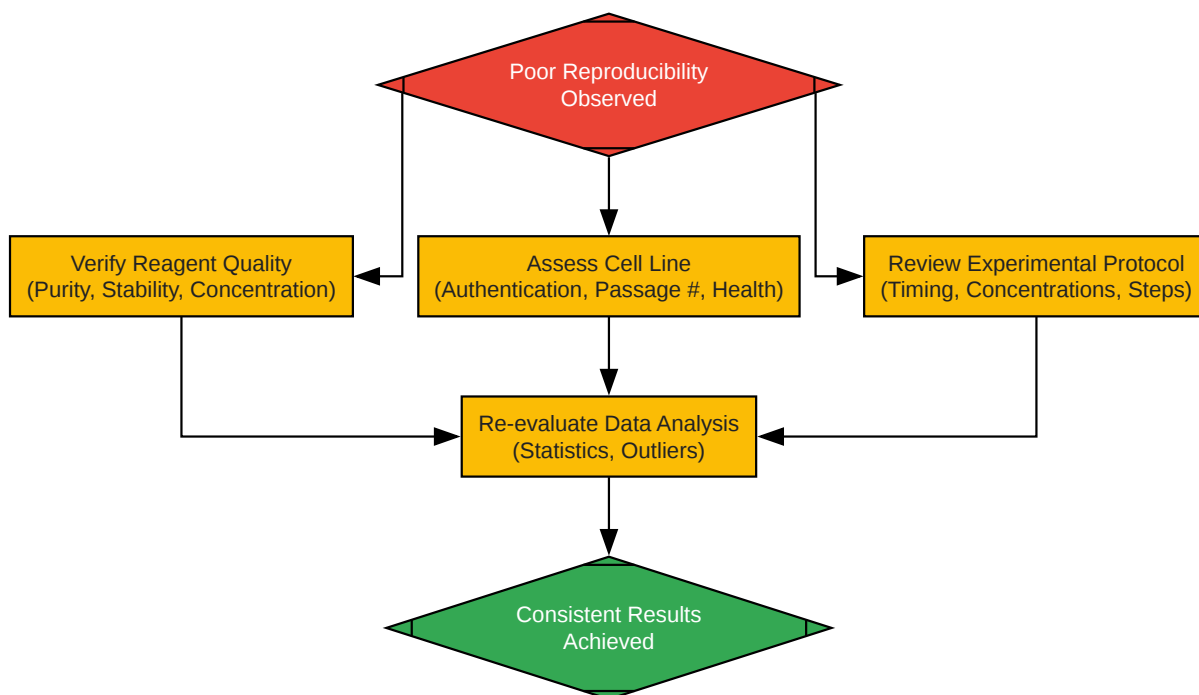 Poor Reproducibility
Observed
Verify Reagent Quality
(Purity, Stability, Concentration)
Assess Cell Line
(Authentication, Passage #, Health)
Review Experimental Protocol
(Timing, Concentrations, Steps)
Re-evaluate Data Analysis
(Statistics, Outliers)
Consistent Results
Achieved